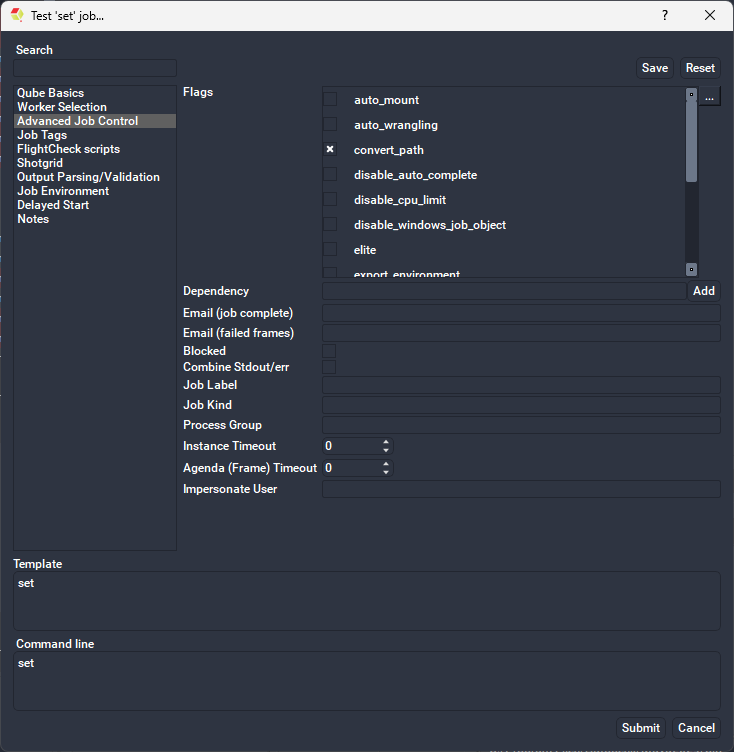 Test 'set' job...
?
Search
Save
Reset
Qube Basics
Worker Selection
Advanced Job Control
Job Tags
FlightCheck scripts
Shotgrid
Output Parsing/Validation
Job Environment
Delayed Start
Notes
Flags
auto_mount
...
auto_wrangling
convert_path
disable_auto_complete
disable_cpu_limit
disable_windows_job_object
elite
export_environment
Dependency
Add
Email (job complete)
Email (failed frames)
Blocked
Combine Stdout/err
Job Label
Job Kind
Process Group
Instance Timeout 0
Agenda (Frame) Timeout 0
Impersonate User
Template
set
Command line
set
Submit
Cancel